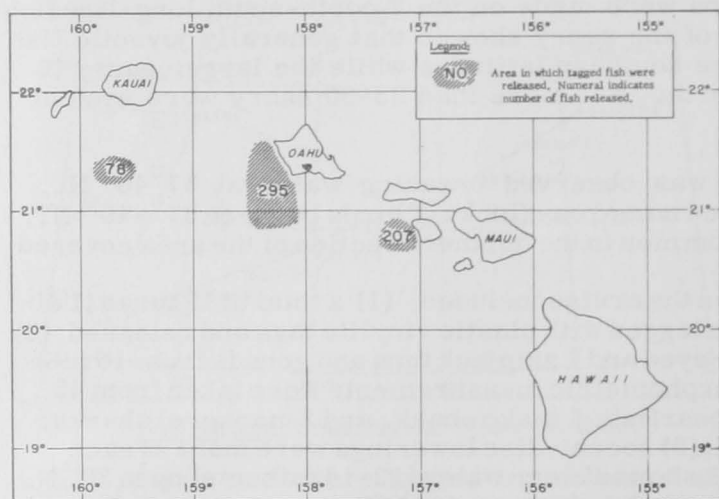 160° 159° 158° 157° 156° 155°
Legend:
NO. Area in which tagged fish were
released. Numeral indicates
number of fish released.
22° KAUAI 22°
OAHU
78
295
21° 21°
207 MAUI
20° 20°
HAWAII
19° 19°
160° 159° 158° 157° 156° 155°